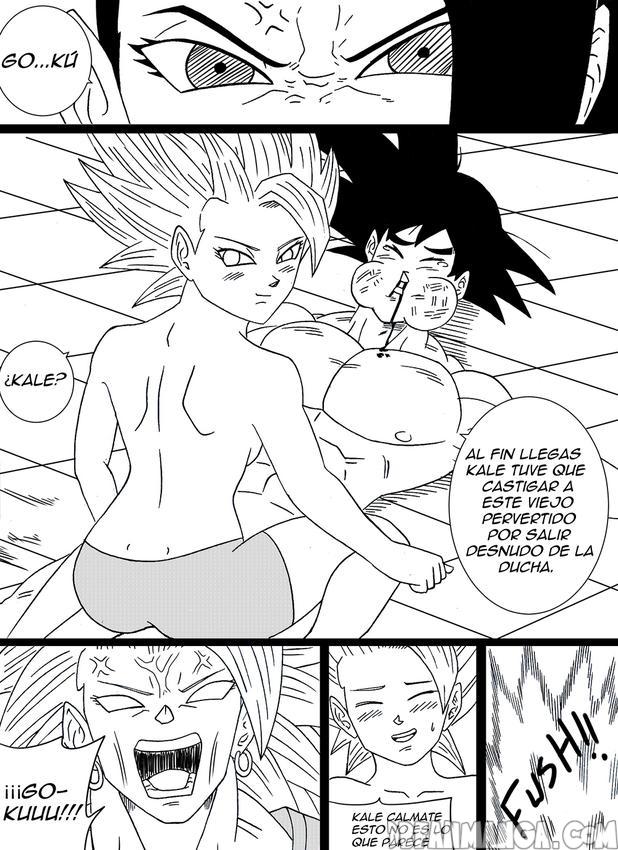 GO...KÚ
¿KALE?
AL FIN LLEGAS
KALE TUVE QUE
CASTIGAR A
ESTE VIEJO
PERVERTIDO
POR SALIR
DESNUDO DE LA
DUCHA.
¡¡¡GO-
KUUU!!!
KALE CALMATE
ESTO NO ES LO
QUE PARECE
FUSH!!